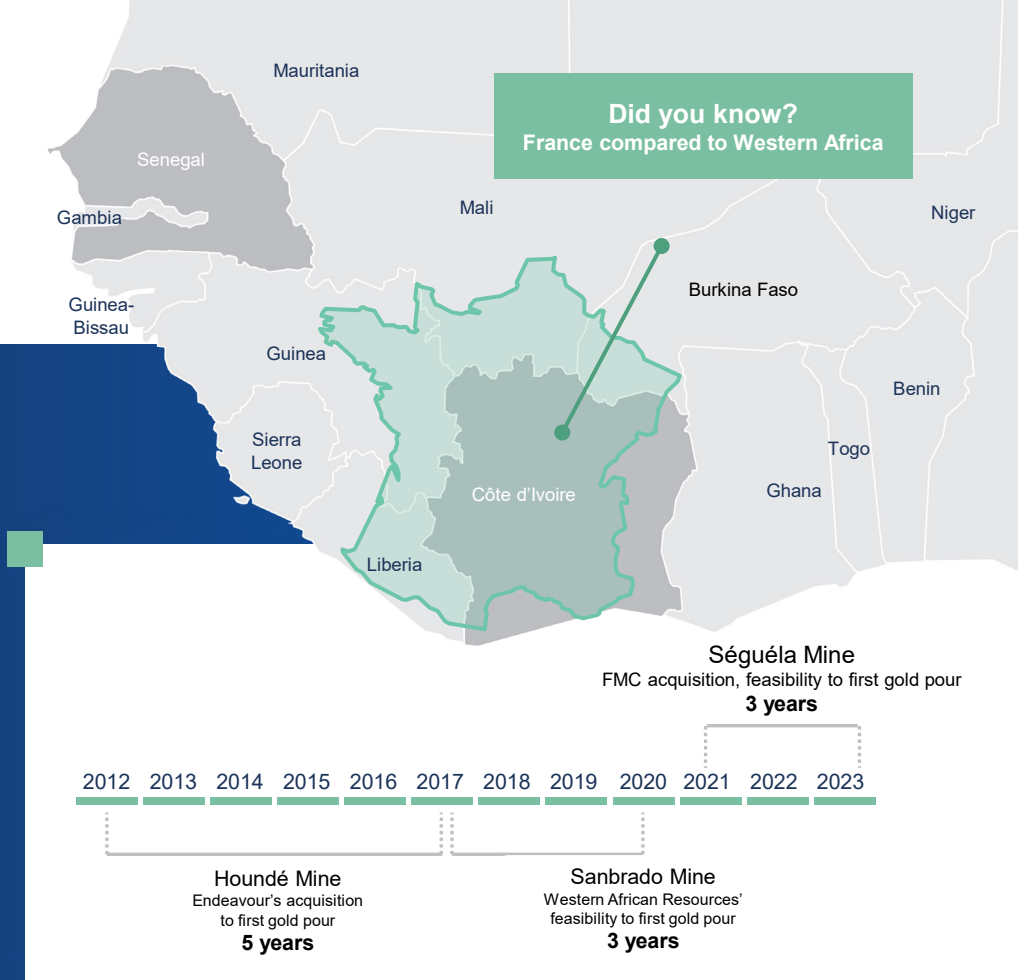 Mauritania
Did you know?
France compared to Western Africa
Senegal
Mali
Niger
Gambia
Burkina Faso
Guinea-
Bissau
Guinea
Benin
Sierra
Leone
Togo
Côte d'Ivoire
Ghana
Liberia
Séguéla Mine
FMC acquisition, feasibility to first gold pour
3 years
2012 2013 2014 2015 2016 2017 2018 2019 2020 2021 2022 2023
Houndé Mine
Endeavour's acquisition
to first gold pour
5 years
Sanbrado Mine
Western African Resources'
feasibility to first gold pour
3 years